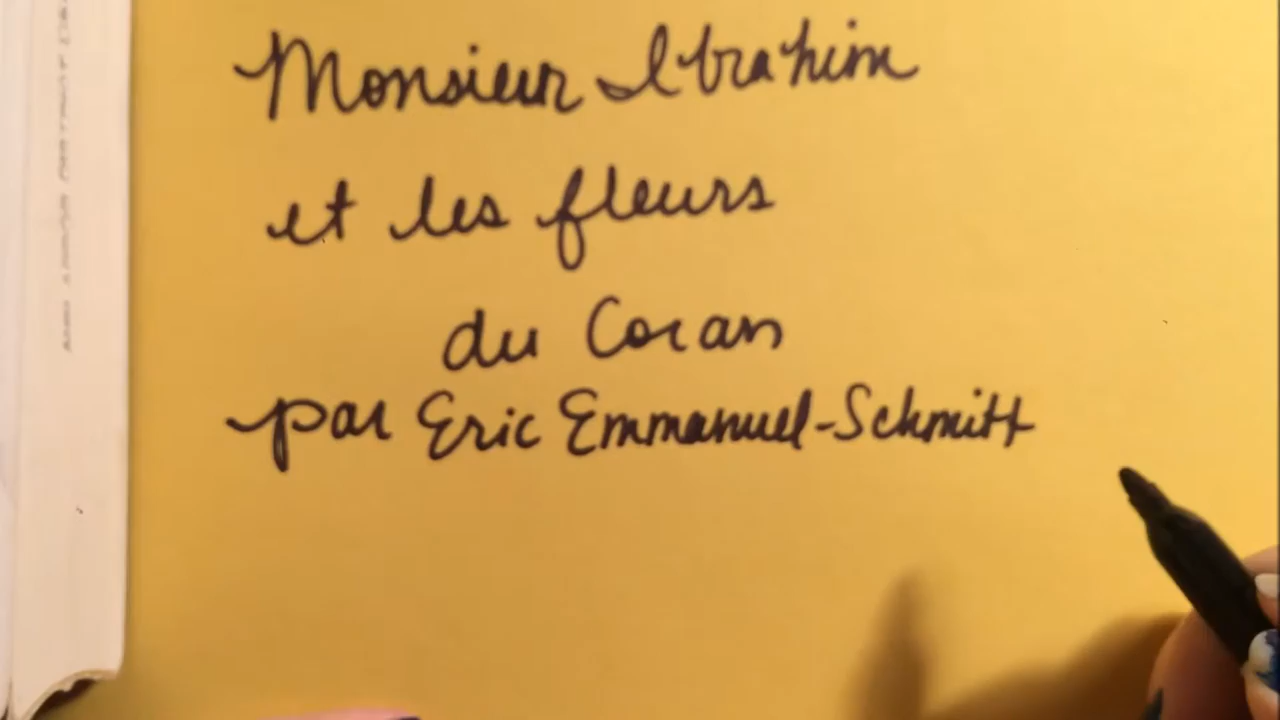 Monsieur Ibrahim
et les fleurs
du Coran
par Eric Emmanuel-Schmitt